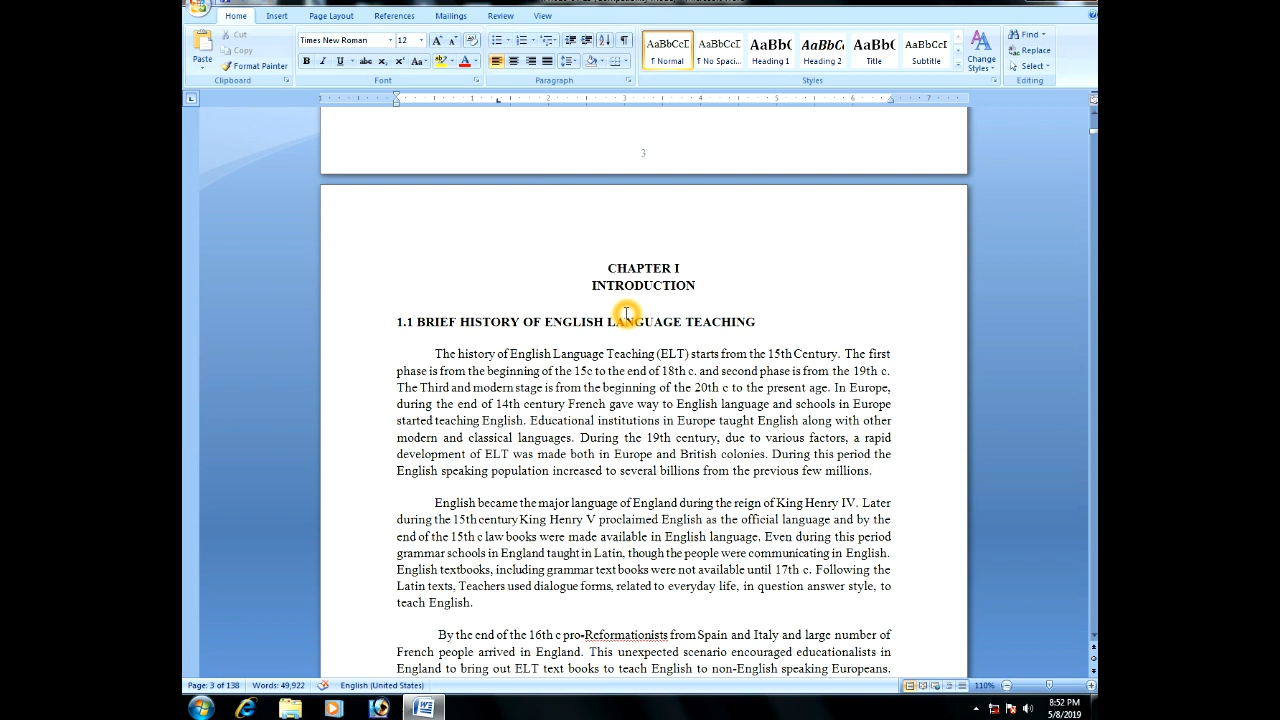 Home Insert Page Layout References Mailings Review View
Cut
Copy
Paste
Format Painter
Clipboard
Times New Roman 12
Font
Paragraph
AaBbCcI AaBbCcI AaBb( AaBbC AaBb( AaBbCcI
¶ Normal ¶ No Spaci... Heading 1 Heading 2 Title Subtitle
Change Styles
Styles
Find
Replace
Select
Editing
1 1 2 3 4 5 6 7
3
CHAPTER I
INTRODUCTION
1.1 BRIEF HISTORY OF ENGLISH LANGUAGE TEACHING
The history of English Language Teaching (ELT) starts from the 15th Century. The first
phase is from the beginning of the 15c to the end of 18th c. and second phase is from the 19th c.
The Third and modern stage is from the beginning of the 20th c to the present age. In Europe,
during the end of 14th century French gave way to English language and schools in Europe
started teaching English. Educational institutions in Europe taught English along with other
modern and classical languages. During the 19th century, due to various factors, a rapid
development of ELT was made both in Europe and British colonies. During this period the
English speaking population increased to several billions from the previous few millions.
English became the major language of England during the reign of King Henry IV. Later
during the 15th century King Henry V proclaimed English as the official language and by the
end of the 15th c law books were made available in English language. Even during this period
grammar schools in England taught in Latin, though the people were communicating in English.
English textbooks, including grammar text books were not available until 17th c. Following the
Latin texts, Teachers used dialogue forms, related to everyday life, in question answer style, to
teach English.
By the end of the 16th c pro-Reformationists from Spain and Italy and large number of
French people arrived in England. This unexpected scenario encouraged educationalists in
England to bring out ELT text books to teach English to non-English speaking Europeans.
Page: 3 of 138 Words: 49,922 English (United States) 110%
8:52 PM
5/8/2019